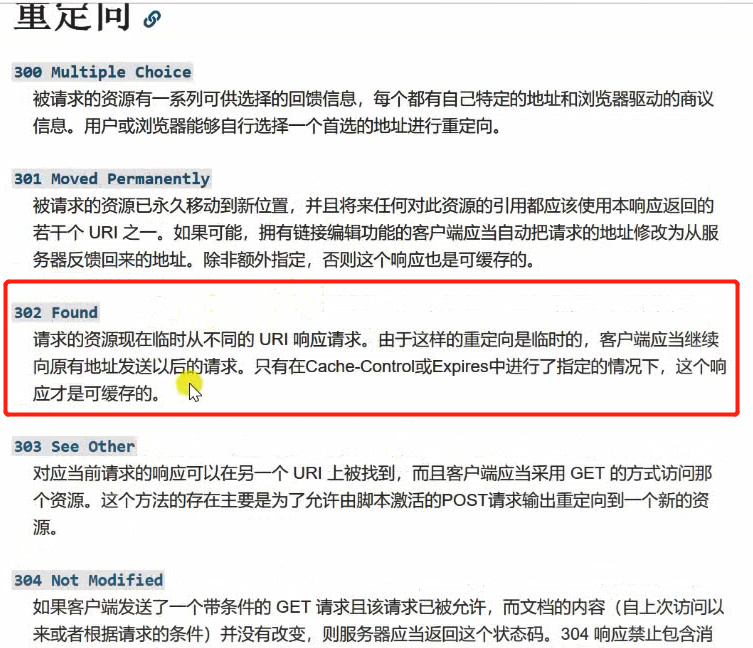 重定向
300 Multiple Choice
被请求的资源有一系列可供选择的回馈信息，每个都有自己特定的地址和浏览器驱动的商议
信息。用户或浏览器能够自行选择一个首选的地址进行重定向。
301 Moved Permanently
被请求的资源已永久移动到新位置，并且将来任何对此资源的引用都应该使用本响应返回的
若干个 URI 之一。如果可能，拥有链接编辑功能的客户端应当自动把请求的地址修改为从服
务器反馈回来的地址。除非额外指定，否则这个响应也是可缓存的。
302 Found
请求的资源现在临时从不同的 URI 响应请求。由于这样的重定向是临时的，客户端应当继续
向原有地址发送以后的请求。只有在Cache-Control或Expires中进行了指定的情况下，这个响
应才是可缓存的。
303 See Other
对应当前请求的响应可以在另一个 URI 上被找到，而且客户端应当采用 GET 的方式访问那
个资源。这个方法的存在主要是为了允许由脚本激活的POST请求输出重定向到一个新的资
源。
304 Not Modified
如果客户端发送了一个带条件的 GET 请求且该请求已被允许，而文档的内容（自上次访问以
来或者根据请求的条件）并没有改变，则服务器应当返回这个状态码。304 响应禁止包含消